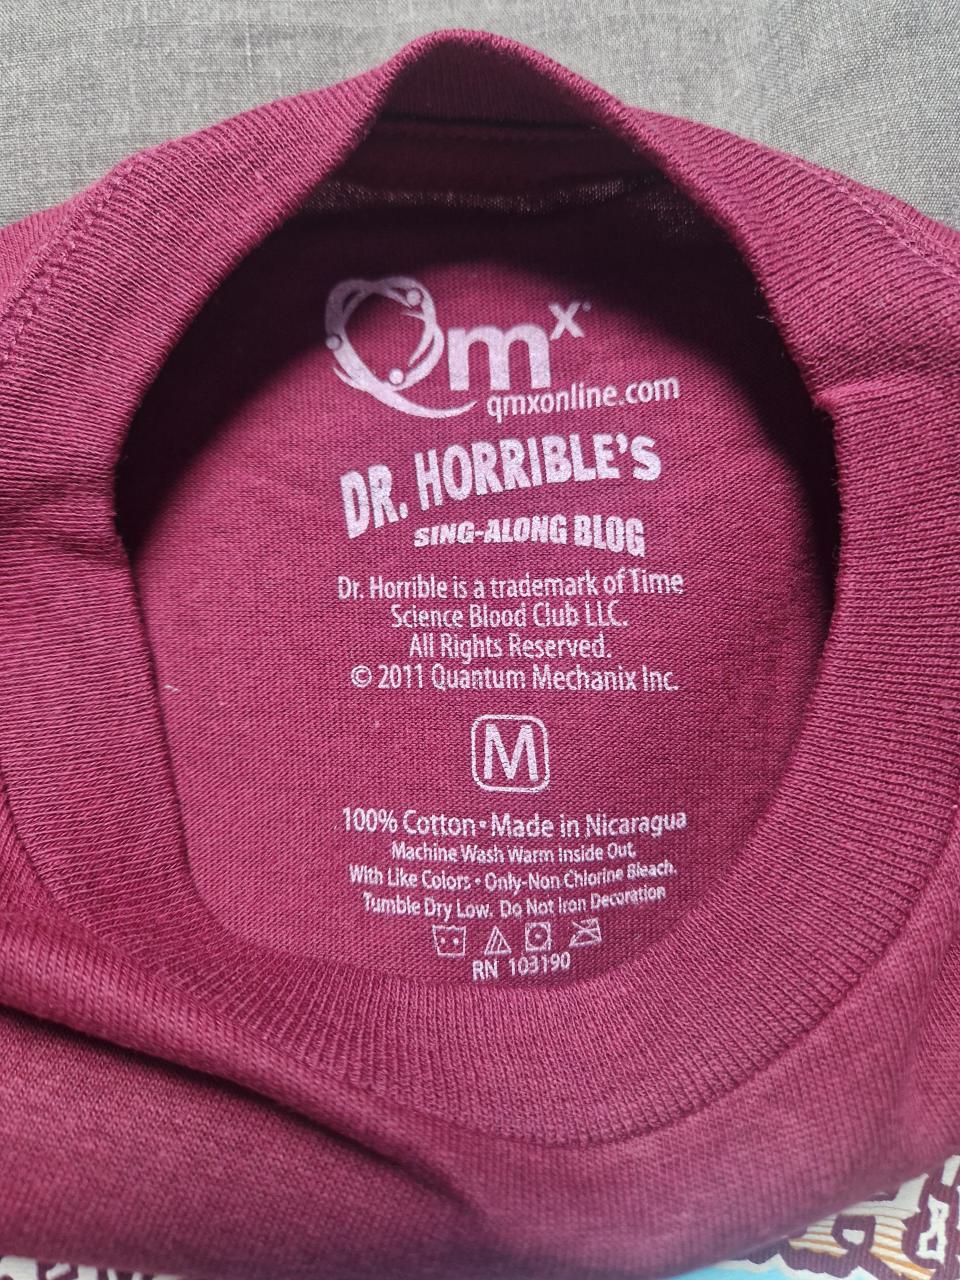 Qmx
qmxonline.com
DR. HORRIBLE'S
SING-ALONG BLOG
Dr. Horrible is a trademark of Time
Science Blood Club LLC.
All Rights Reserved.
© 2011 Quantum Mechanix Inc.
M
100% Cotton • Made in Nicaragua
Machine Wash Warm Inside Out,
With Like Colors • Only-Non Chlorine Bleach.
Tumble Dry Low. Do Not Iron Decoration
RN 103190